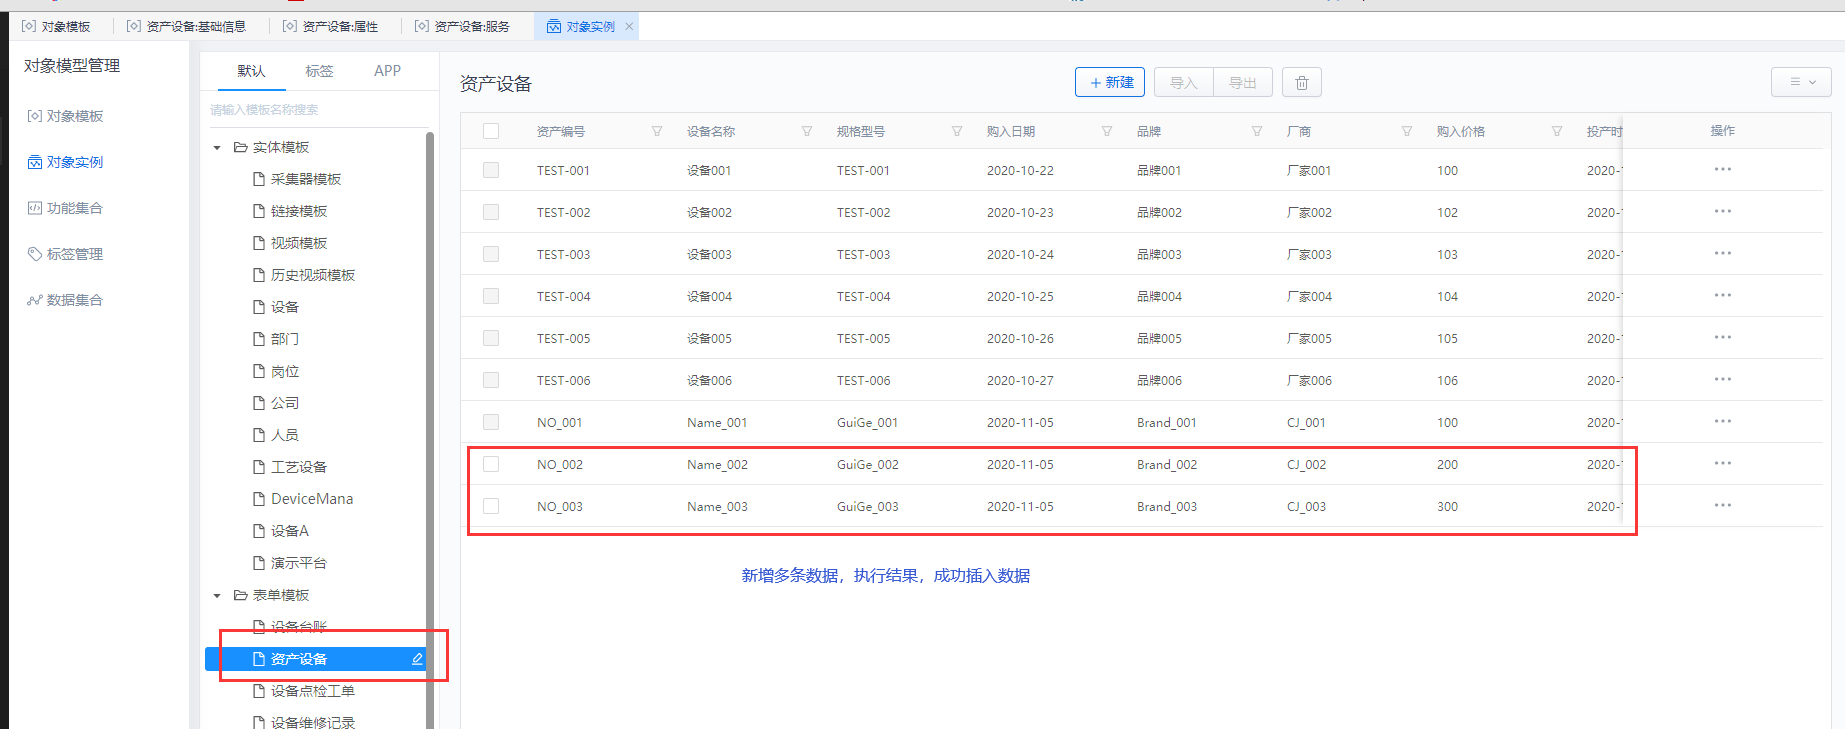 对象模板 资产设备:基础信息 资产设备:属性 资产设备:服务 对象实例
对象模型管理
对象模板
对象实例
功能集合
标签管理
数据集合
默认 标签 APP
请输入模板名称搜索
实体模板
采集器模板
链接模板
视频模板
历史视频模板
设备
部门
岗位
公司
人员
工艺设备
DeviceMana
设备A
演示平台
表单模板
设备台账
资产设备
设备点检工单
设备维修记录
资产设备
+ 新建 导入 导出
资产编号 设备名称 规格型号 购入日期 品牌 厂商 购入价格 投产时 操作
TEST-001 设备001 TEST-001 2020-10-22 品牌001 厂家001 100 2020-
TEST-002 设备002 TEST-002 2020-10-23 品牌002 厂家002 102 2020-
TEST-003 设备003 TEST-003 2020-10-24 品牌003 厂家003 103 2020-
TEST-004 设备004 TEST-004 2020-10-25 品牌004 厂家004 104 2020-
TEST-005 设备005 TEST-005 2020-10-26 品牌005 厂家005 105 2020-
TEST-006 设备006 TEST-006 2020-10-27 品牌006 厂家006 106 2020-
NO_001 Name_001 GuiGe_001 2020-11-05 Brand_001 CJ_001 100 2020-
NO_002 Name_002 GuiGe_002 2020-11-05 Brand_002 CJ_002 200 2020-
NO_003 Name_003 GuiGe_003 2020-11-05 Brand_003 CJ_003 300 2020-
新增多条数据，执行结果，成功插入数据